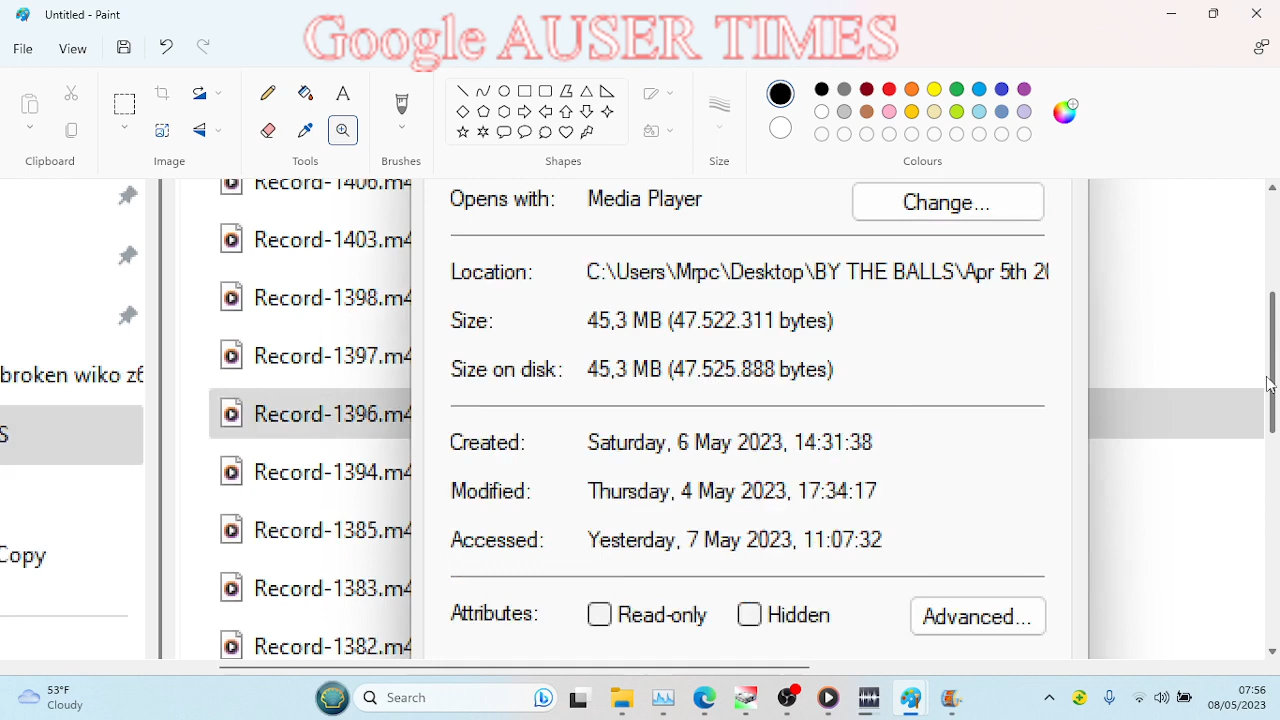 Untitled - Paint
Google AUSER TIMES
File
View
Clipboard
Image
Tools
Brushes
Shapes
Size
Colours
Record-1406.m4
Opens with:
Media Player
Change...
Record-1403.m4
Record-1398.m4
Location:
C:\Users\Mrpc\Desktop\BY THE BALLS\Apr 5th 20
Size:
45,3 MB (47.522.311 bytes)
Record-1397.m4
Size on disk:
45,3 MB (47.525.888 bytes)
broken wiko z6
Record-1396.m4
S
Created:
Saturday, 6 May 2023, 14:31:38
Record-1394.m4
Modified:
Thursday, 4 May 2023, 17:34:17
Record-1385.m4
Accessed:
Yesterday, 7 May 2023, 11:07:32
Copy
Record-1383.m4
Attributes:
Read-only
Hidden
Advanced...
Record-1382.m4
53°F
Cloudy
Search
07:56
08/05/2023